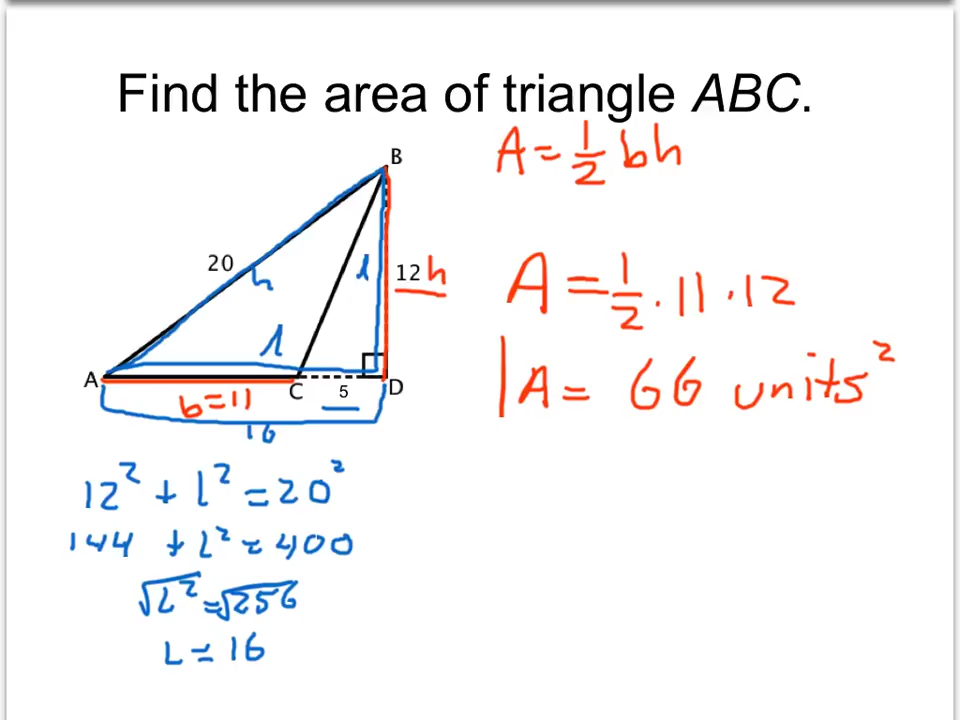 Find the area of triangle ABC.
A = 1/2 bh
B
20
h
l
12 h
A = 1/2 · 11 · 12
l
A
b = 11
C
5
D
A = 66 units²
16
12² + l² = 20²
144 + l² = 400
√L² = √256
L = 16